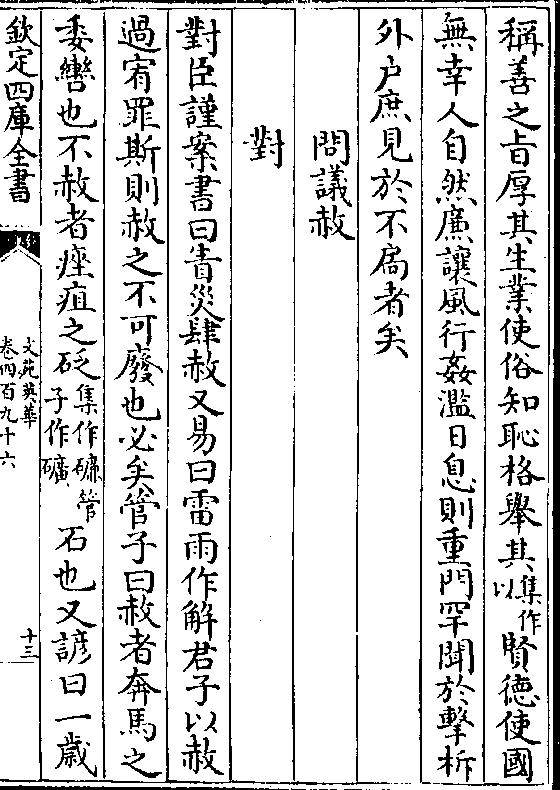 稱善之旨厚其生業使俗知恥格舉其集作以賢德使國
無幸人自然廉讓風行姦濫日息則重門罕聞於擊柝
外戶庶見於不扃者矣
問議赦
對
對臣謹案書曰眚災肆赦又易曰雷雨作解君子以赦
過宥罪斯則赦之不可廢也必矣管子曰赦者奔馬之
委轡也不赦者痤疽之砭集作磏管子作礦石也又諺曰一歲
欽定四庫全書
文苑英華
卷四百九十六
十三